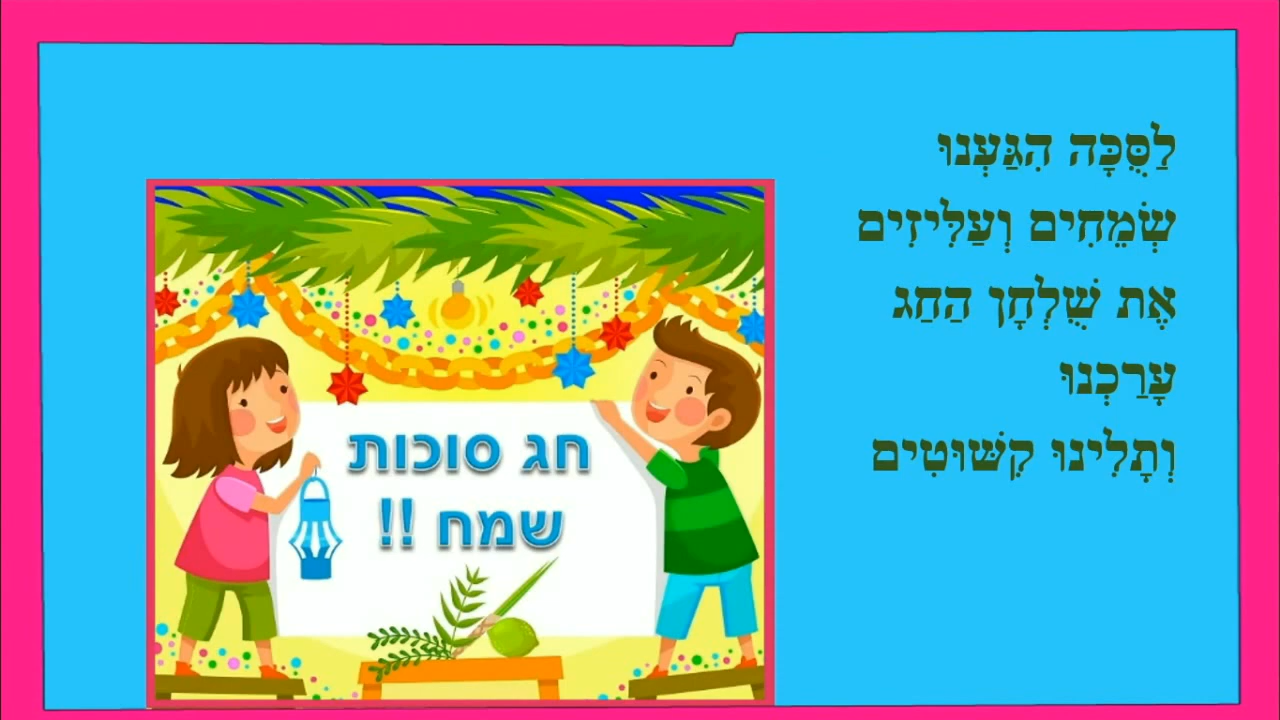 לַסֻּכָּה הִגַּעְנוּ
שְׂמֵחִים וְעַלִּיזִים
אֶת שֻׁלְחָן הַחַג
עָרַכְנוּ
וְתָלִינוּ קִשּׁוּטִים
חג סוכות
שמח !!